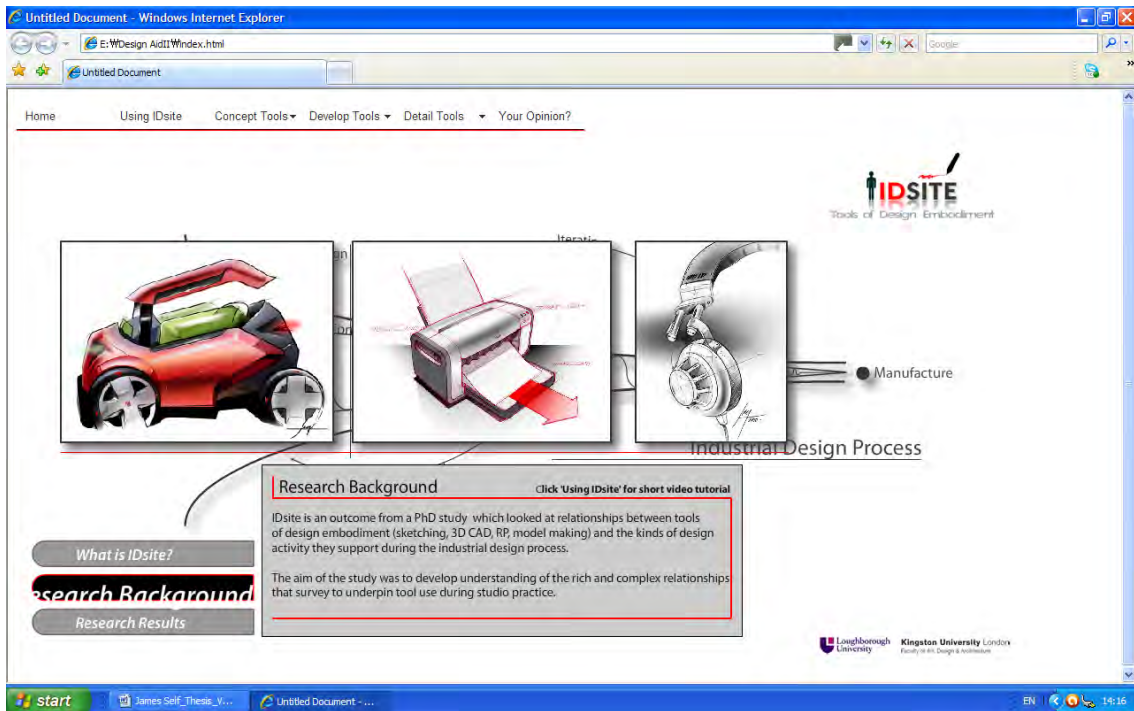 Untitled Document - Windows Internet Explorer
E:₩Design AidII₩index.html
Google
Untitled Document
Home Using IDsite Concept Tools Develop Tools Detail Tools Your Opinion?
IDSITE
Tools of Design Embodiment
Manufacture
Industrial Design Process
Research Background Click 'Using IDsite' for short video tutorial
IDsite is an outcome from a PhD study which looked at relationships between tools
of design embodiment (sketching, 3D CAD, RP, model making) and the kinds of design
activity they support during the industrial design process.
The aim of the study was to develop understanding of the rich and complex relationships
that survey to underpin tool use during studio practice.
What is IDsite?
esearch Background
Research Results
Loughborough
University
Kingston University London
Faculty of Art, Design & Architecture
start James Self_Thesis_V... Untitled Document - ... EN 14:16